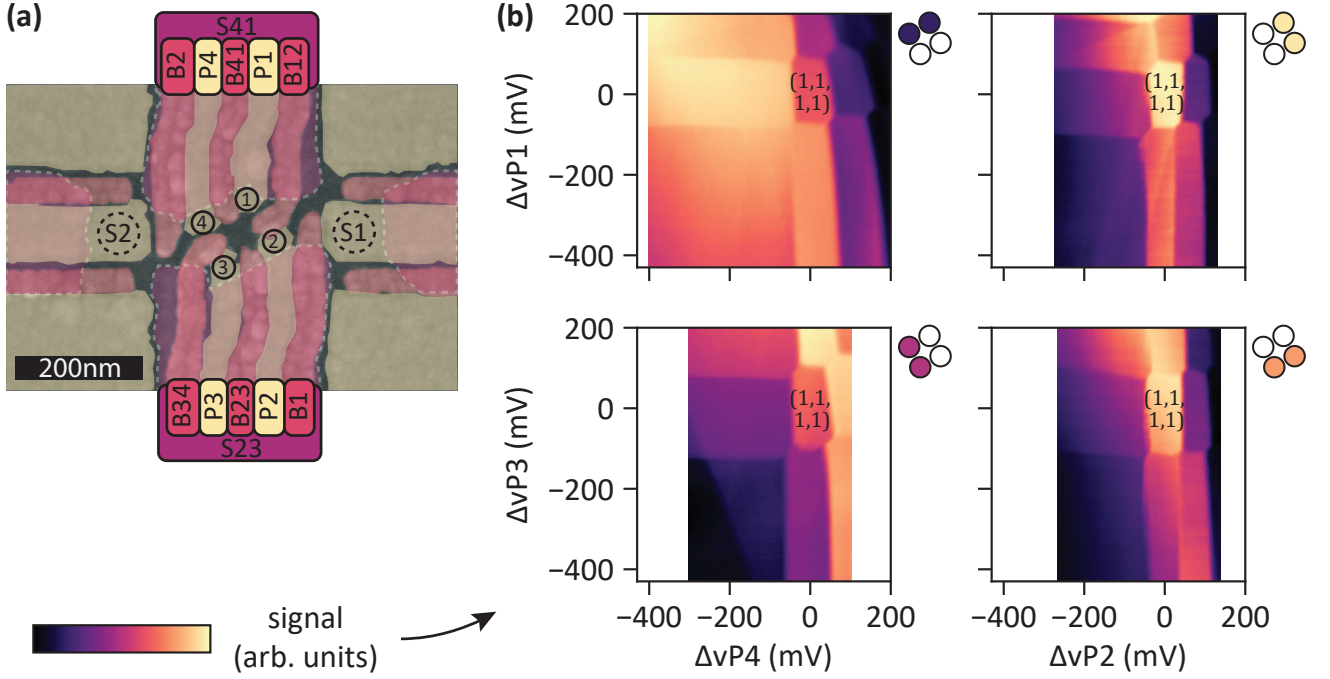 (a)
S41
B2 P4 B41 P1 B12
1
4
2
3
S2
S1
200nm
B34 P3 B23 P2 B1
S23
signal
(arb. units)
(b)
ΔvP1 (mV)
200
0
−200
−400
(1,1,
1,1)
(1,1,
1,1)
ΔvP3 (mV)
200
0
−200
−400
(1,1,
1,1)
(1,1,
1,1)
−400 −200 0 200
ΔvP4 (mV)
−400 −200 0 200
ΔvP2 (mV)